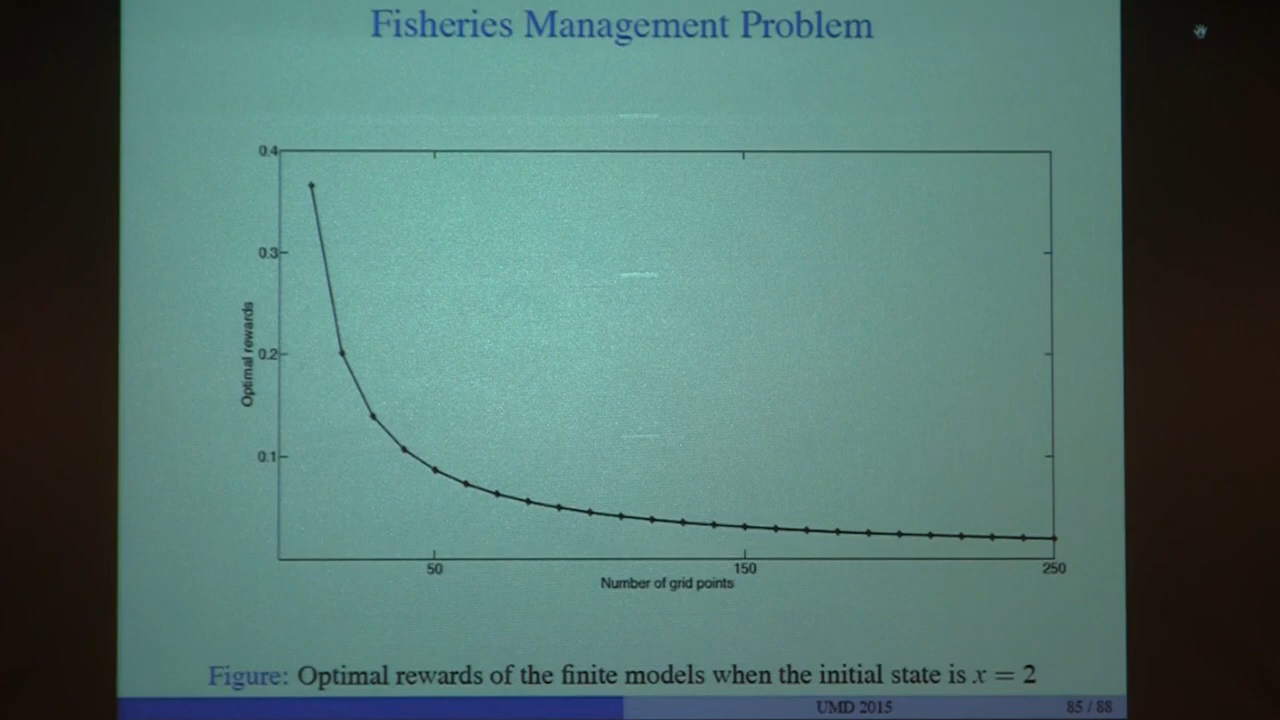 Fisheries Management Problem
0.4
0.3
0.2
0.1
Optimal rewards
50
150
250
Number of grid points
Figure: Optimal rewards of the finite models when the initial state is x = 2
UMD 2015
85 / 88